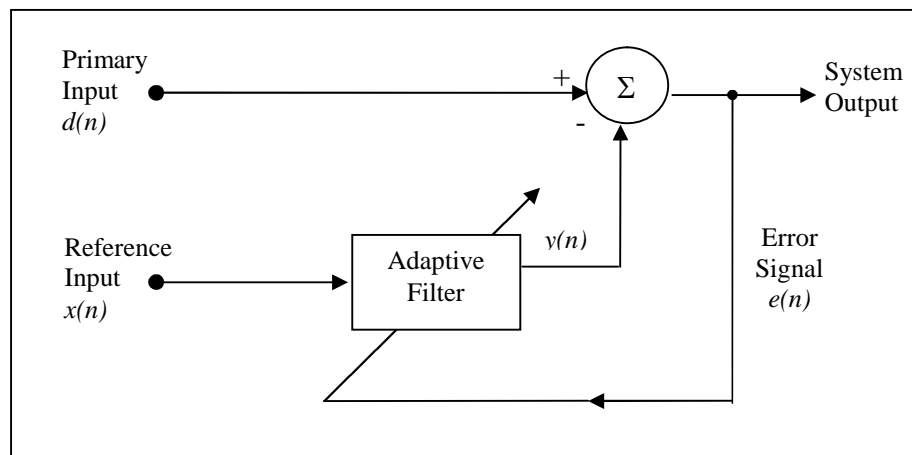 Primary
Input
d(n)
+
Σ
-
System
Output
Reference
Input
x(n)
Adaptive
Filter
y(n)
Error
Signal
e(n)